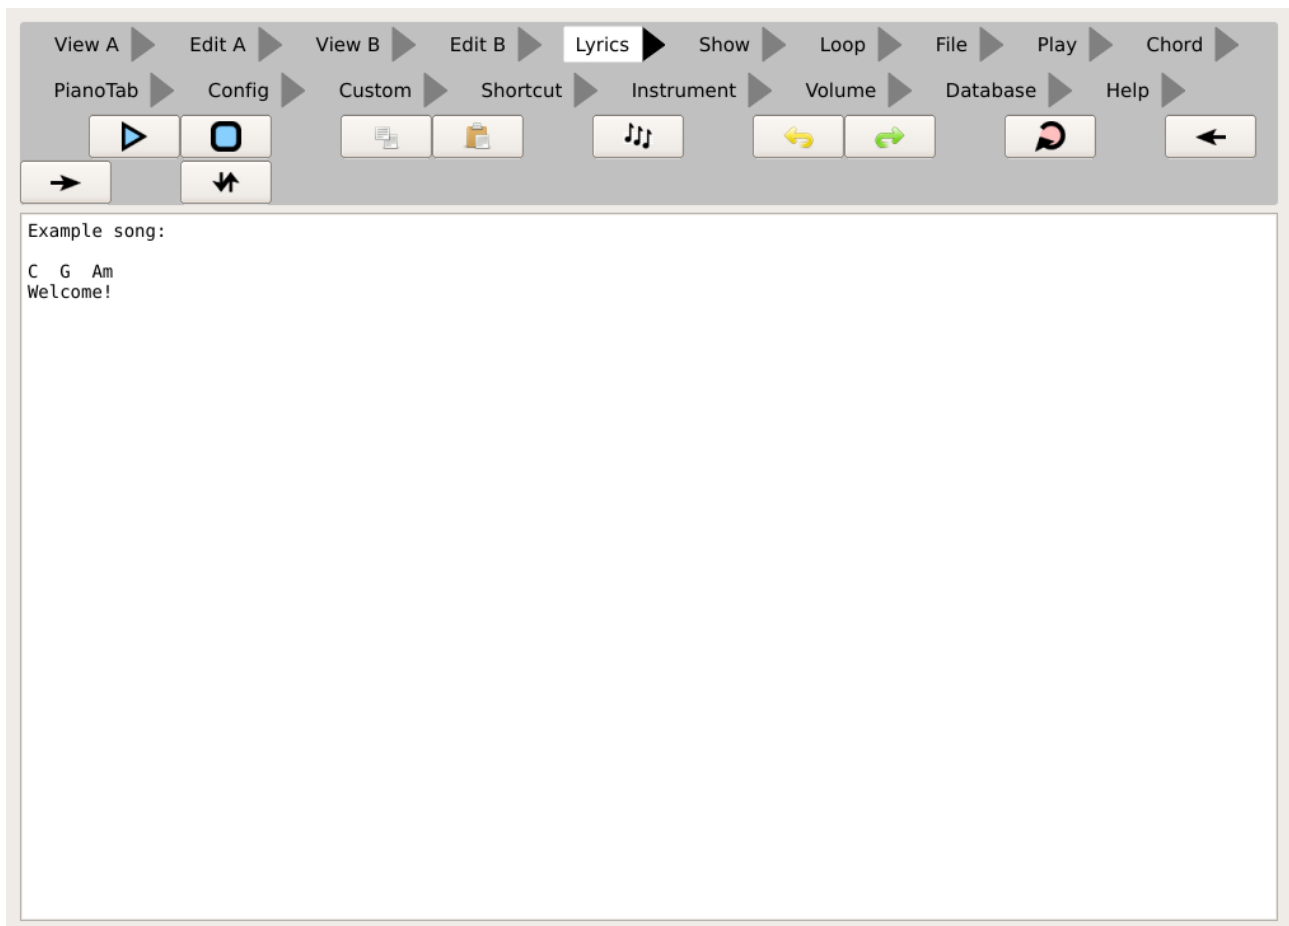 View A Edit A View B Edit B Lyrics Show Loop File Play Chord
PianoTab Config Custom Shortcut Instrument Volume Database Help
Example song:
C  G  Am
Welcome!